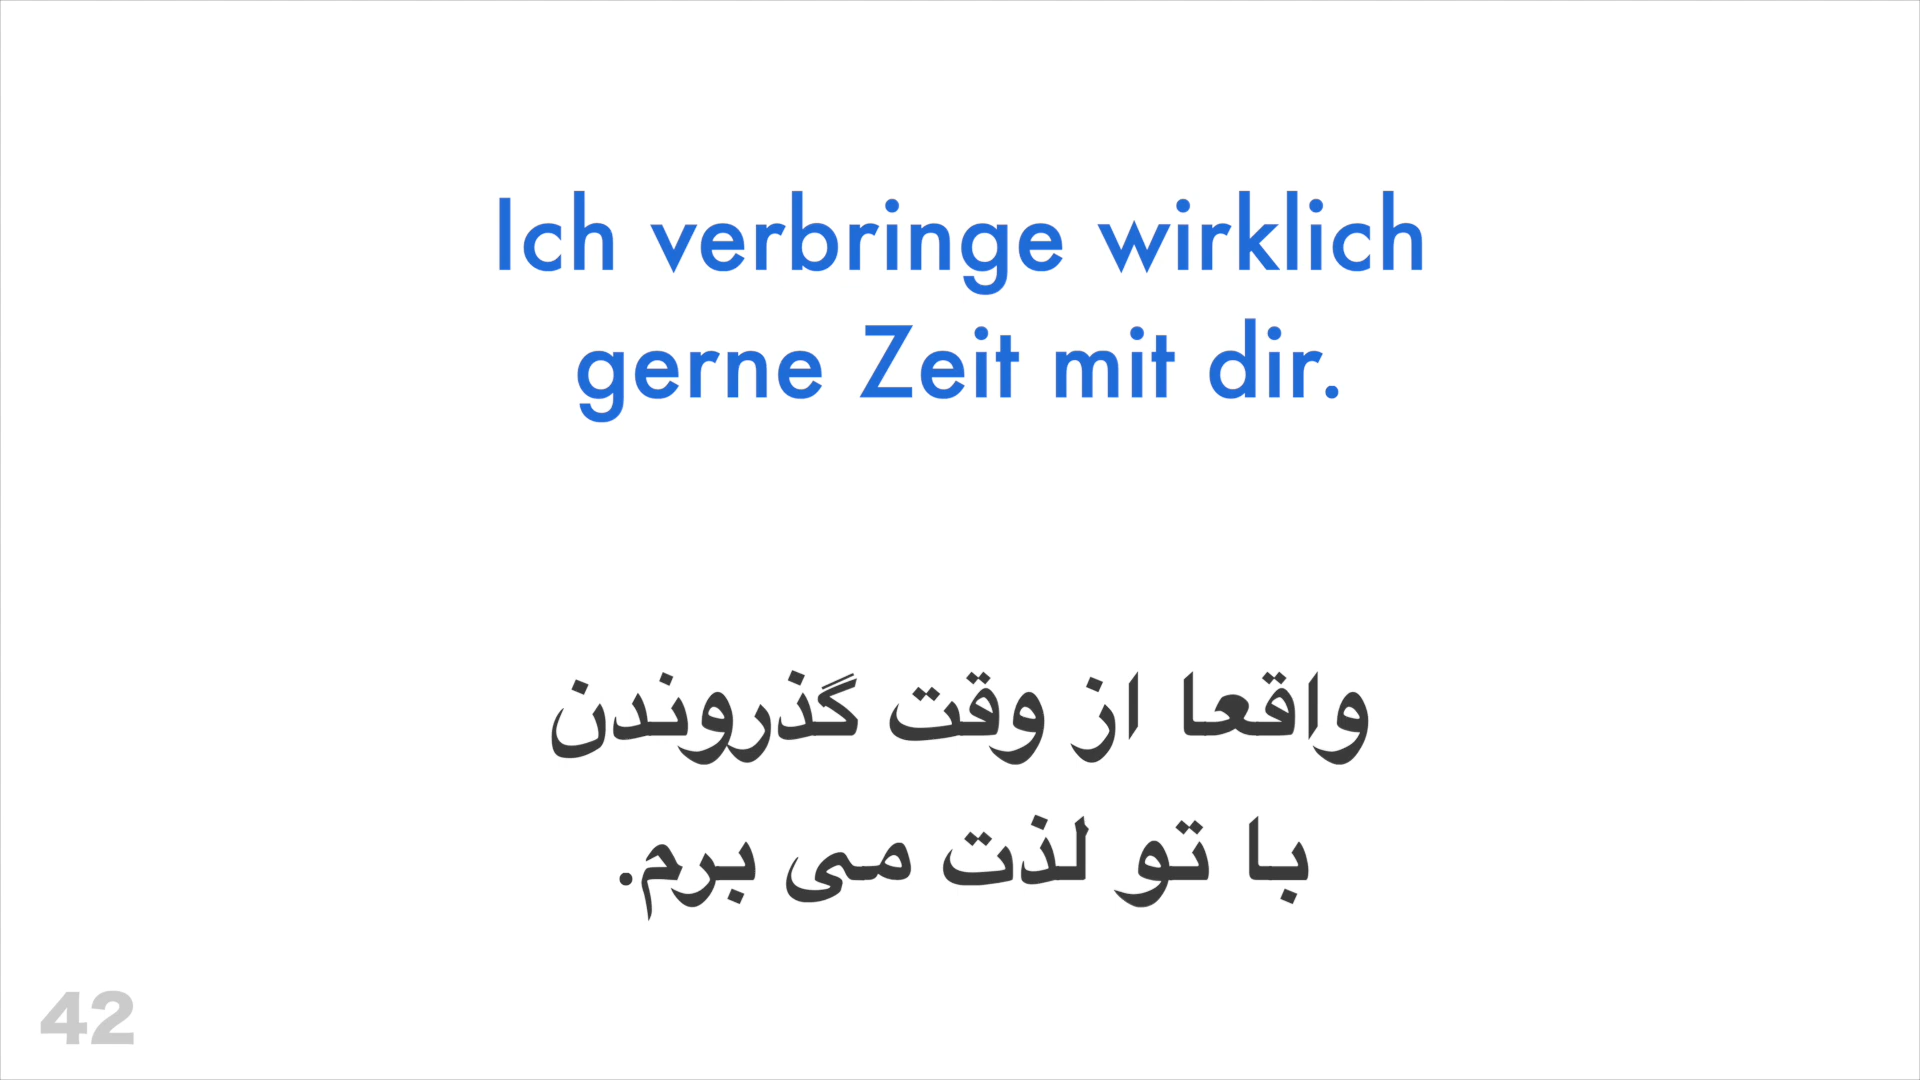 Ich verbringe wirklich
gerne Zeit mit dir.
واقعا از وقت گذروندن
با تو لذت می برم.
42